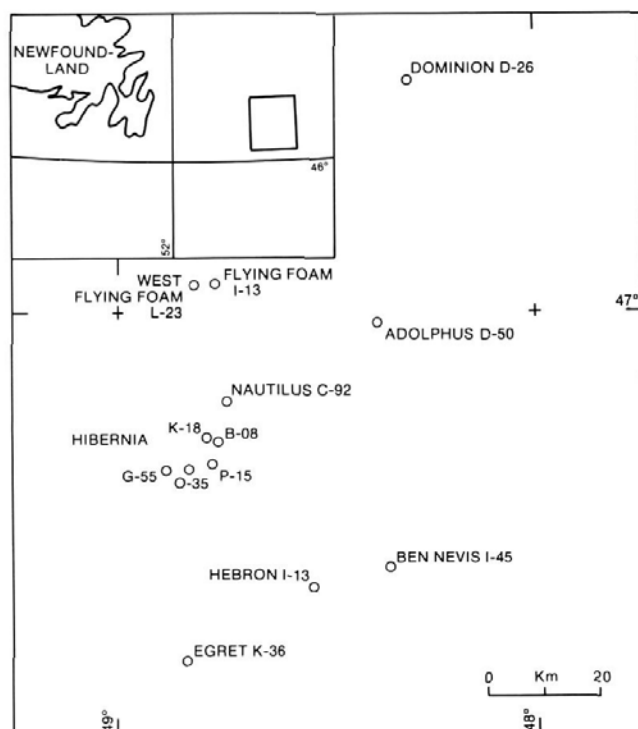 NEWFOUND-
LAND
46°
52°
DOMINION D-26
WEST
FLYING FOAM
L-23
FLYING FOAM
I-13
47°
ADOLPHUS D-50
NAUTILUS C-92
HIBERNIA
K-18
B-08
G-55
O-35
P-15
BEN NEVIS I-45
HEBRON I-13
EGRET K-36
0 Km 20
49°
48°